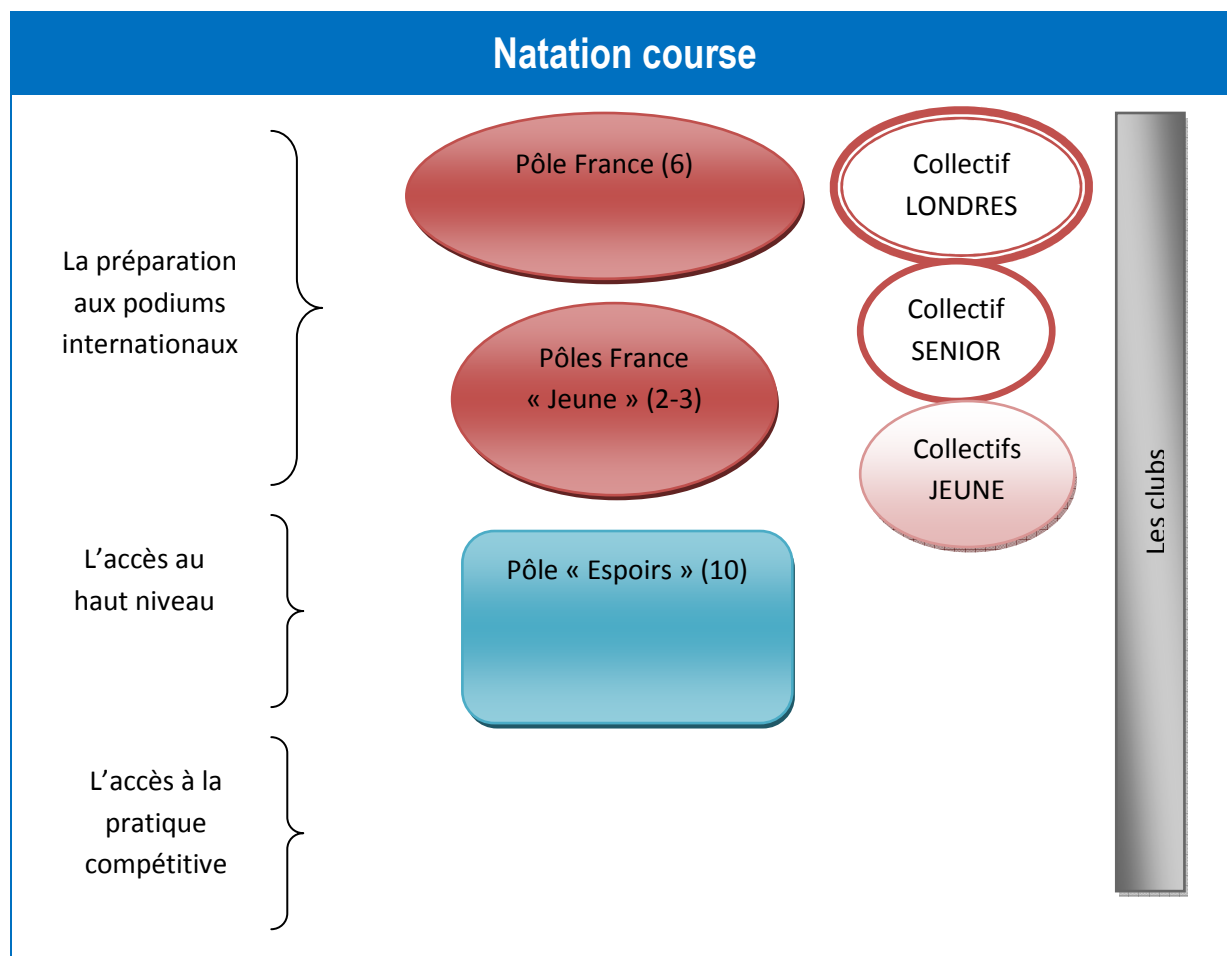 Natation course
La préparation
aux podiums
internationaux
Pôle France (6)
Collectif
LONDRES
Pôles France
« Jeune » (2-3)
Collectif
SENIOR
Collectifs
JEUNE
Les clubs
L’accès au
haut niveau
Pôle « Espoirs » (10)
L’accès à la
pratique
compétitive